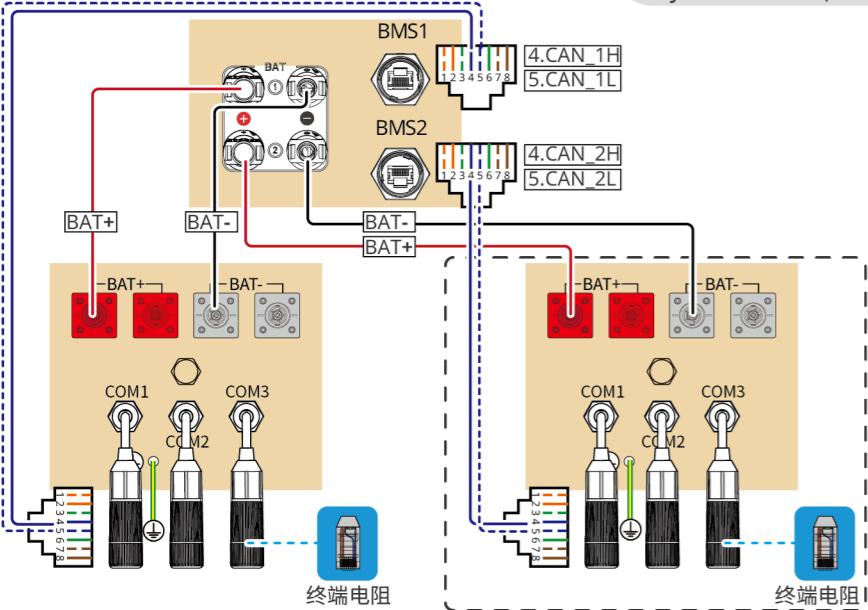 BMS1
BAT
1 2 3 4 5 6 7 8
4.CAN_1H
5.CAN_1L
①
+
−
②
BMS2
1 2 3 4 5 6 7 8
4.CAN_2H
5.CAN_2L
BAT+
BAT-
BAT-
BAT+
BAT+
BAT-
BAT+
BAT-
COM1
COM2
COM3
COM1
COM2
COM3
1 2 3 4 5 6 7 8
1 2 3 4 5 6 7 8
终端电阻
终端电阻